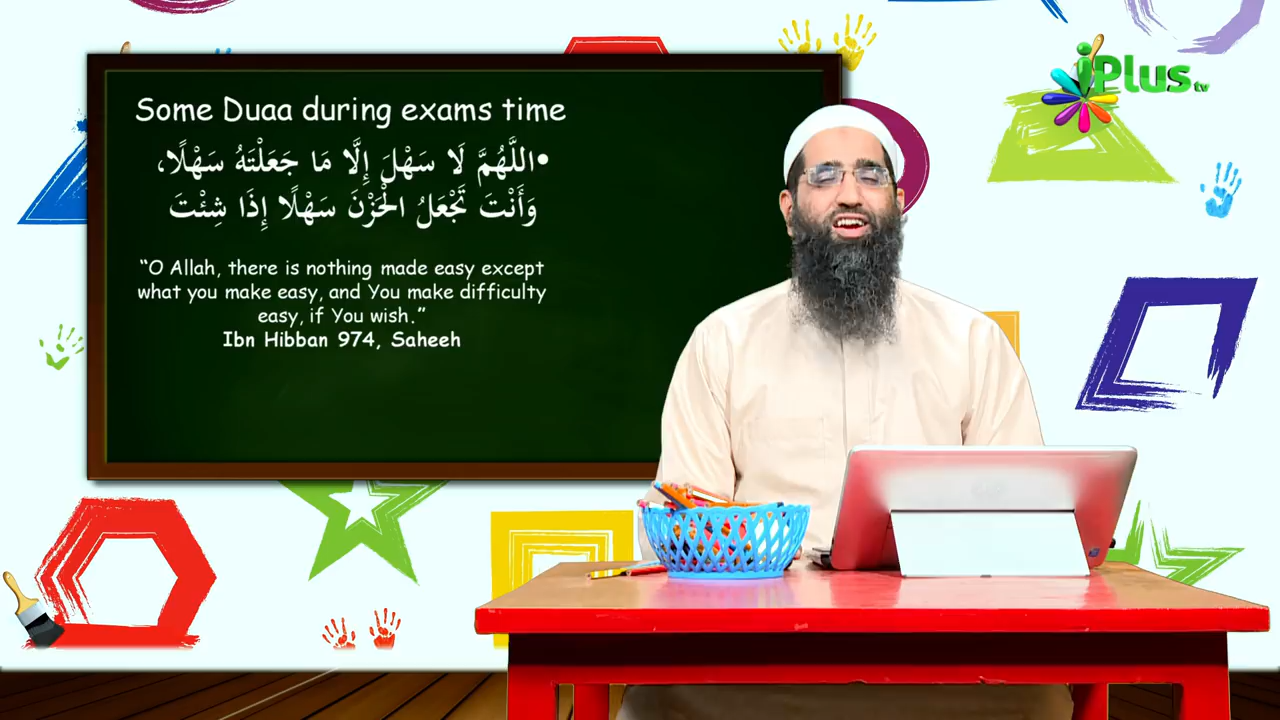 Some Duaa during exams time
•اللَّهُمَّ لَا سَهْلَ إِلَّا مَا جَعَلْتَهُ سَهْلًا،
وَأَنْتَ تَجْعَلُ الْحَزْنَ سَهْلًا إِذَا شِئْتَ
“O Allah, there is nothing made easy except
what you make easy, and You make difficulty
easy, if You wish.”
Ibn Hibban 974, Saheeh
iPlus tv